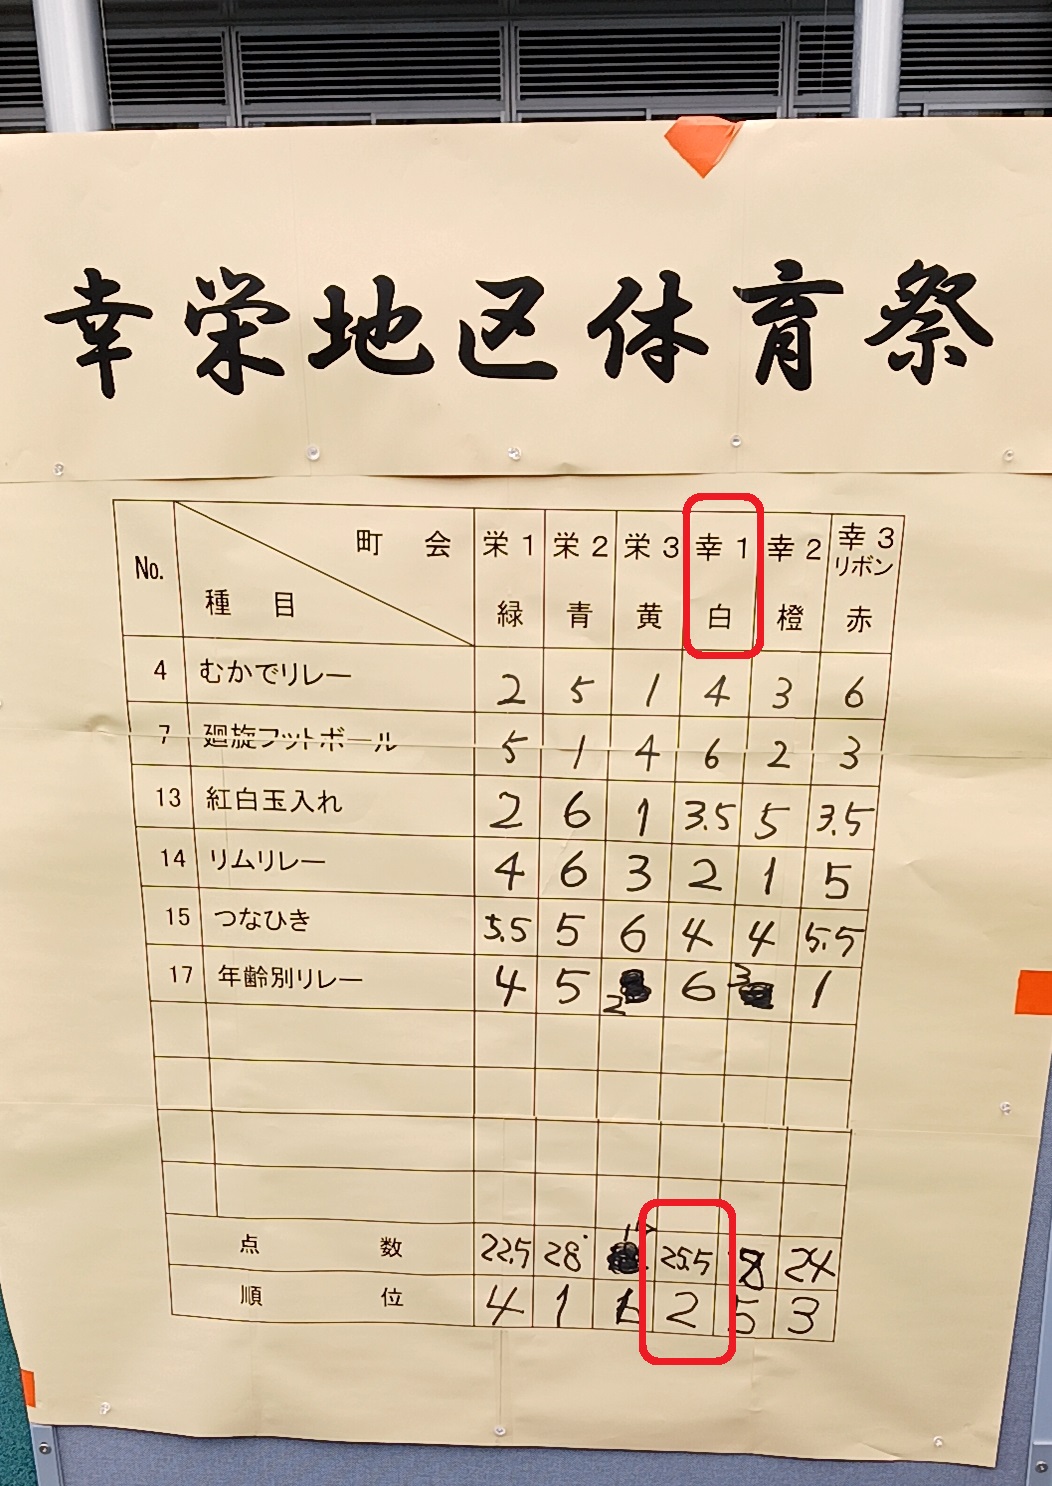 幸栄地区体育祭
No. 町会 種目 栄1 緑 栄2 青 栄3 黄 幸1 白 幸2 橙 幸3 リボン 赤
4 むかでリレー 2 5 1 4 3 6
7 廻旋フットボール 5 1 4 6 2 3
13 紅白玉入れ 2 6 1 3.5 5 3.5
14 リムリレー 4 6 3 2 1 5
15 つなひき 5.5 5 6 4 4 5.5
17 年齢別リレー 4 5 2 6 3 1
点数 22.5 28 17 25.5 24
順位 4 1 2 5 3